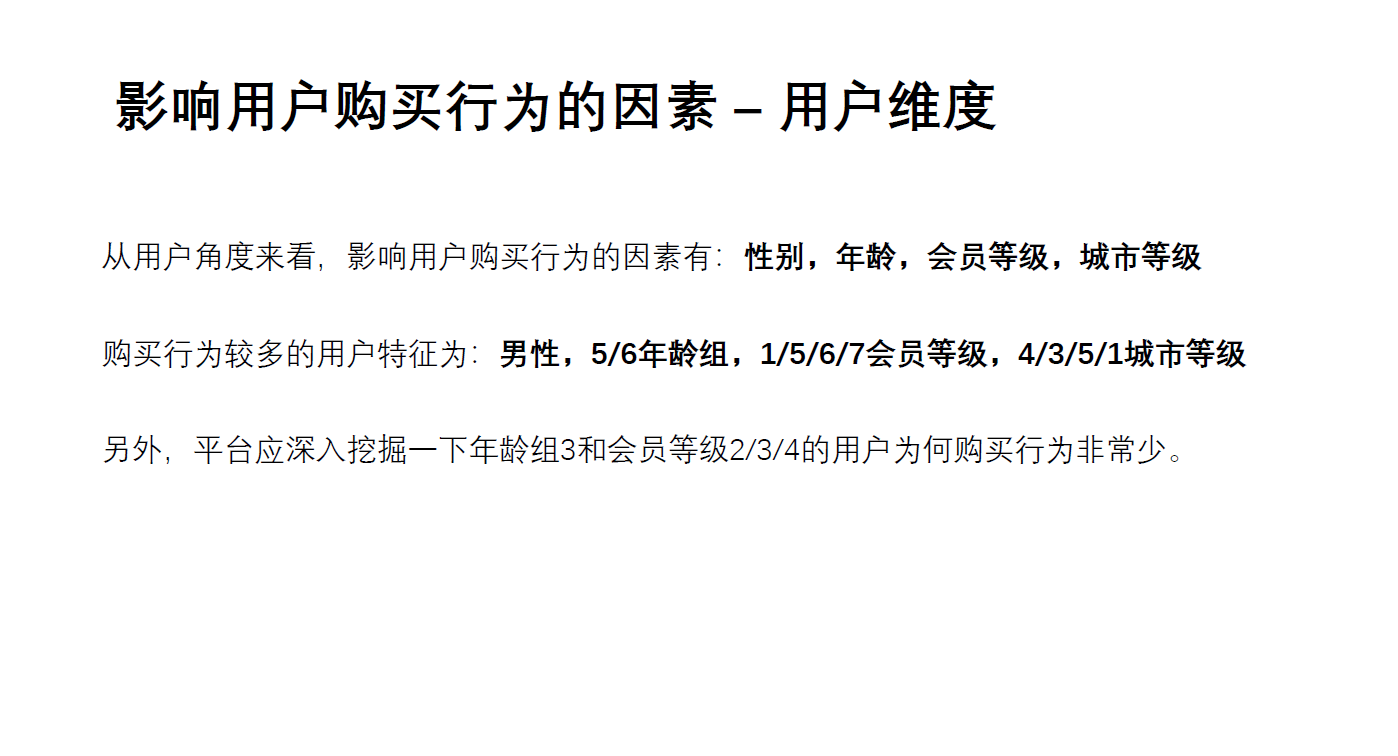 影响用户购买行为的因素 – 用户维度
从用户角度来看，影响用户购买行为的因素有：性别，年龄，会员等级，城市等级
购买行为较多的用户特征为：男性，5/6年龄组，1/5/6/7会员等级，4/3/5/1城市等级
另外，平台应深入挖掘一下年龄组3和会员等级2/3/4的用户为何购买行为非常少。